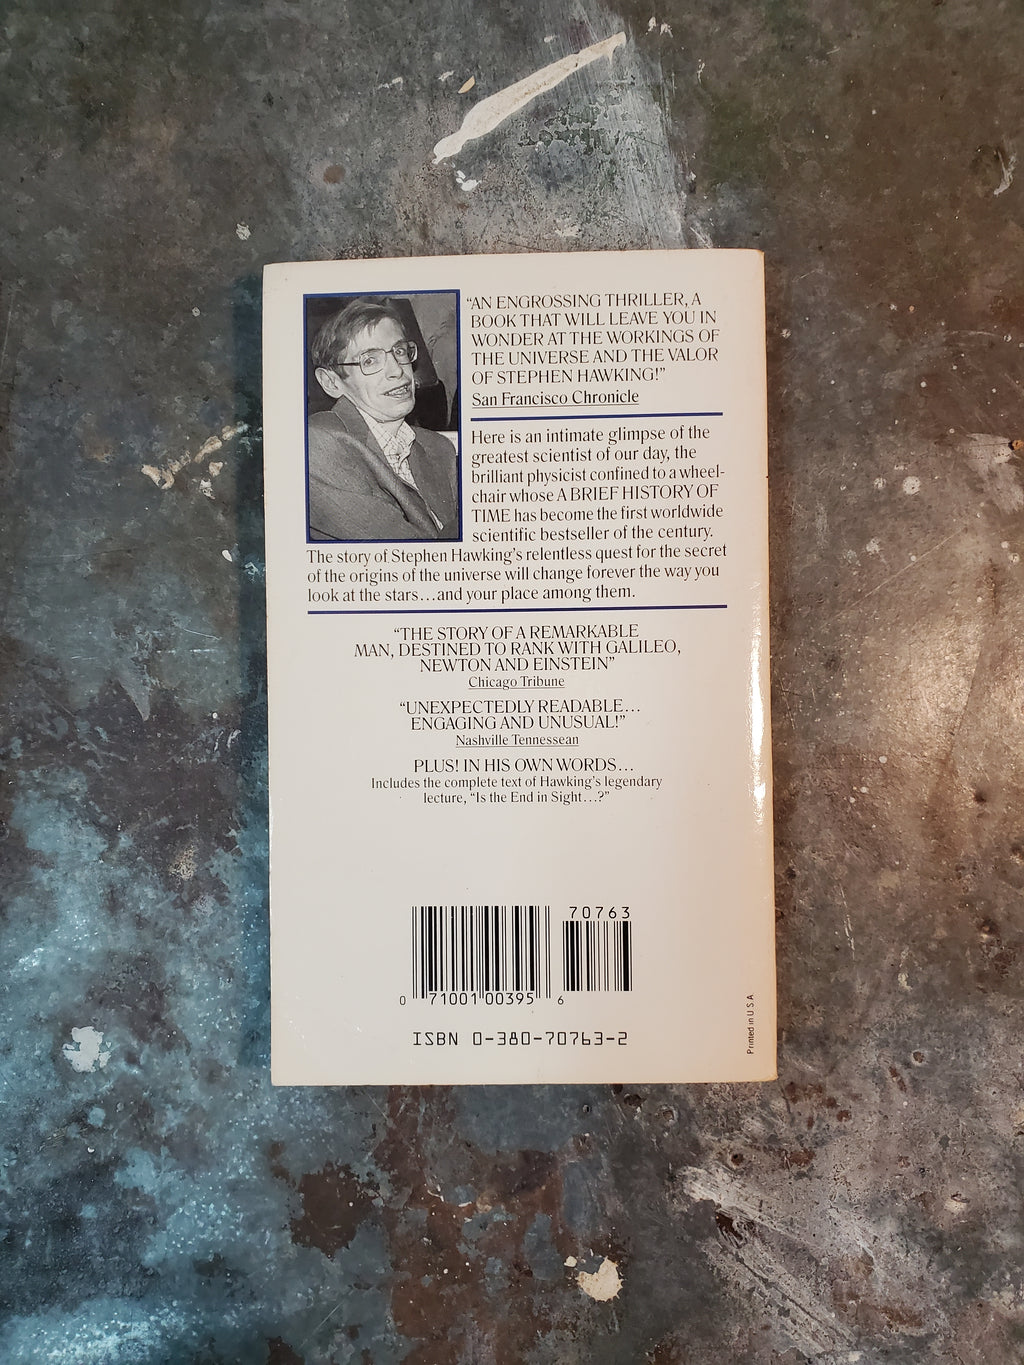 “AN ENGROSSING THRILLER, A
BOOK THAT WILL LEAVE YOU IN
WONDER AT THE WORKINGS OF
THE UNIVERSE AND THE VALOR
OF STEPHEN HAWKING!”
San Francisco Chronicle
Here is an intimate glimpse of the
greatest scientist of our day, the
brilliant physicist confined to a wheel-
chair whose A BRIEF HISTORY OF
TIME has become the first worldwide
scientific bestseller of the century.
The story of Stephen Hawking’s relentless quest for the secret
of the origins of the universe will change forever the way you
look at the stars…and your place among them.
“THE STORY OF A REMARKABLE
MAN, DESTINED TO RANK WITH GALILEO,
NEWTON AND EINSTEIN”
Chicago Tribune
“UNEXPECTEDLY READABLE…
ENGAGING AND UNUSUAL!”
Nashville Tennessean
PLUS! IN HIS OWN WORDS…
Includes the complete text of Hawking’s legendary
lecture, “Is the End in Sight…?”
70763
0 71001 00395 6
ISBN 0-380-70763-2
Printed in U.S.A.